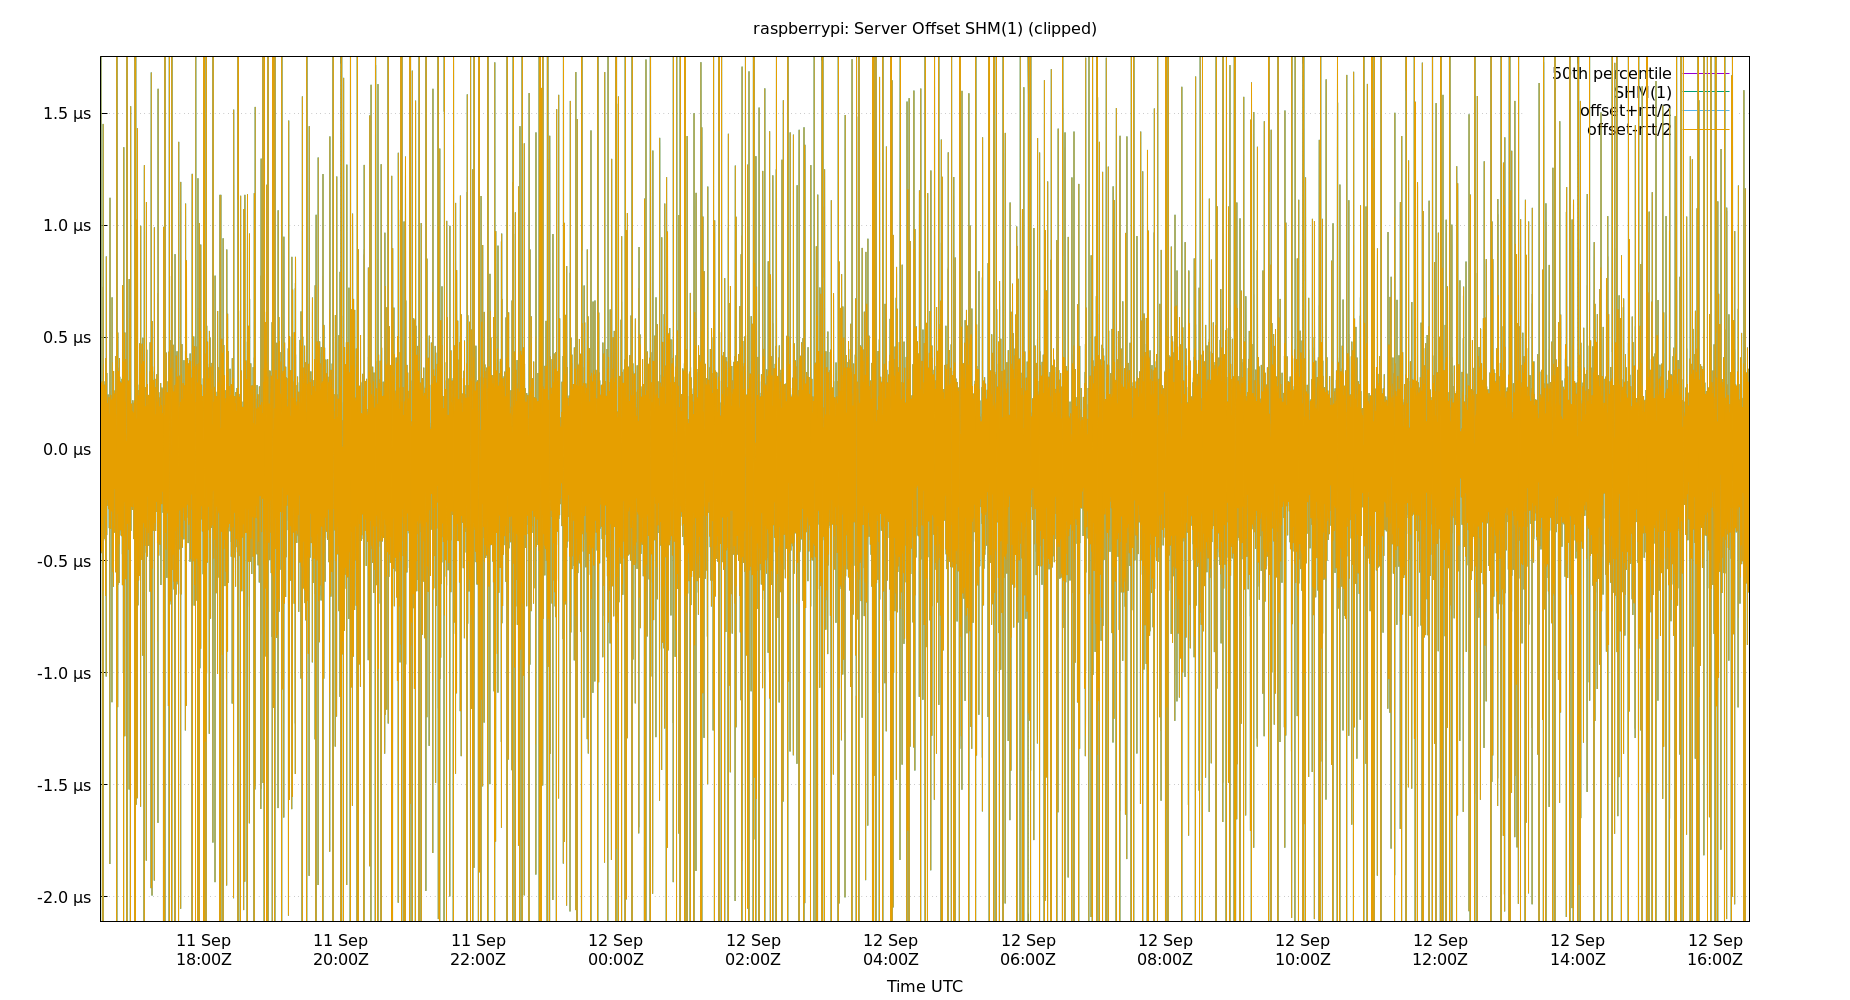 raspberrypi: Server Offset SHM(1) (clipped)
50th percentile
SHM(1)
offset+rtt/2
offset-rtt/2
1.5 µs
1.0 µs
0.5 µs
0.0 µs
-0.5 µs
-1.0 µs
-1.5 µs
-2.0 µs
11 Sep 11 Sep 11 Sep 12 Sep 12 Sep 12 Sep 12 Sep 12 Sep 12 Sep 12 Sep 12 Sep 12 Sep
18:00Z 20:00Z 22:00Z 00:00Z 02:00Z 04:00Z 06:00Z 08:00Z 10:00Z 12:00Z 14:00Z 16:00Z
Time UTC